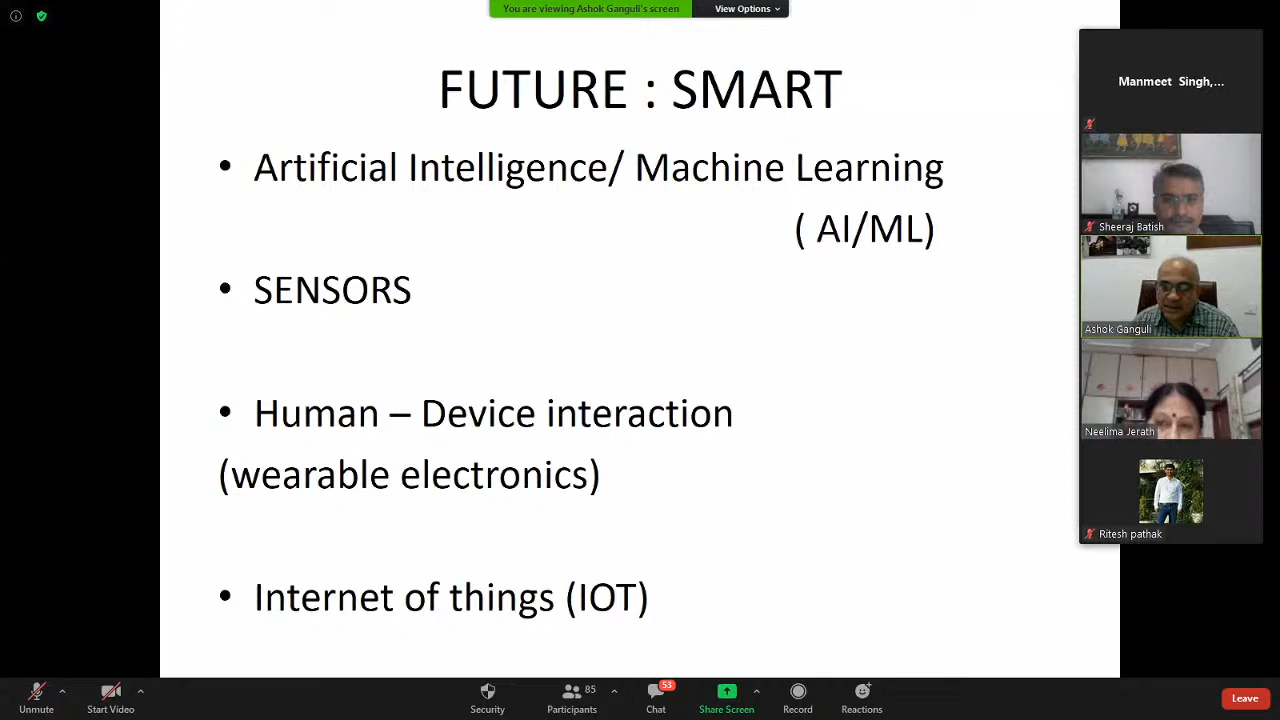 You are viewing Ashok Ganguli's screen
View Options
FUTURE : SMART
• Artificial Intelligence/ Machine Learning
( AI/ML)
• SENSORS
• Human – Device interaction
(wearable electronics)
• Internet of things (IOT)
Manmeet Singh,...
Sheeraj Batish
Ashok Ganguli
Neelima Jerath
Ritesh pathak
Unmute
Start Video
Security
85
Participants
53
Chat
Share Screen
Record
Reactions
Leave